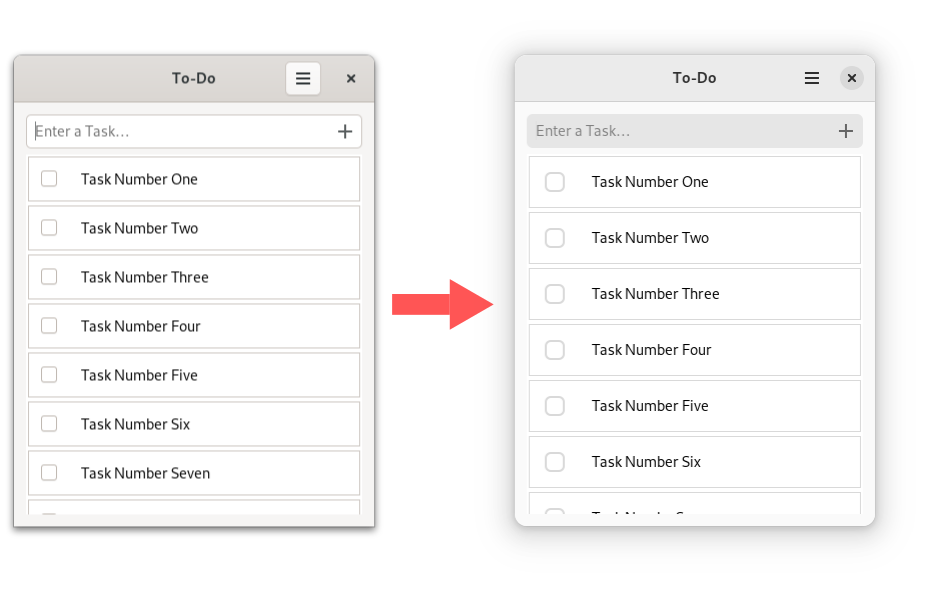 To-Do
Enter a Task...
Task Number One
Task Number Two
Task Number Three
Task Number Four
Task Number Five
Task Number Six
Task Number Seven
To-Do
Enter a Task...
Task Number One
Task Number Two
Task Number Three
Task Number Four
Task Number Five
Task Number Six